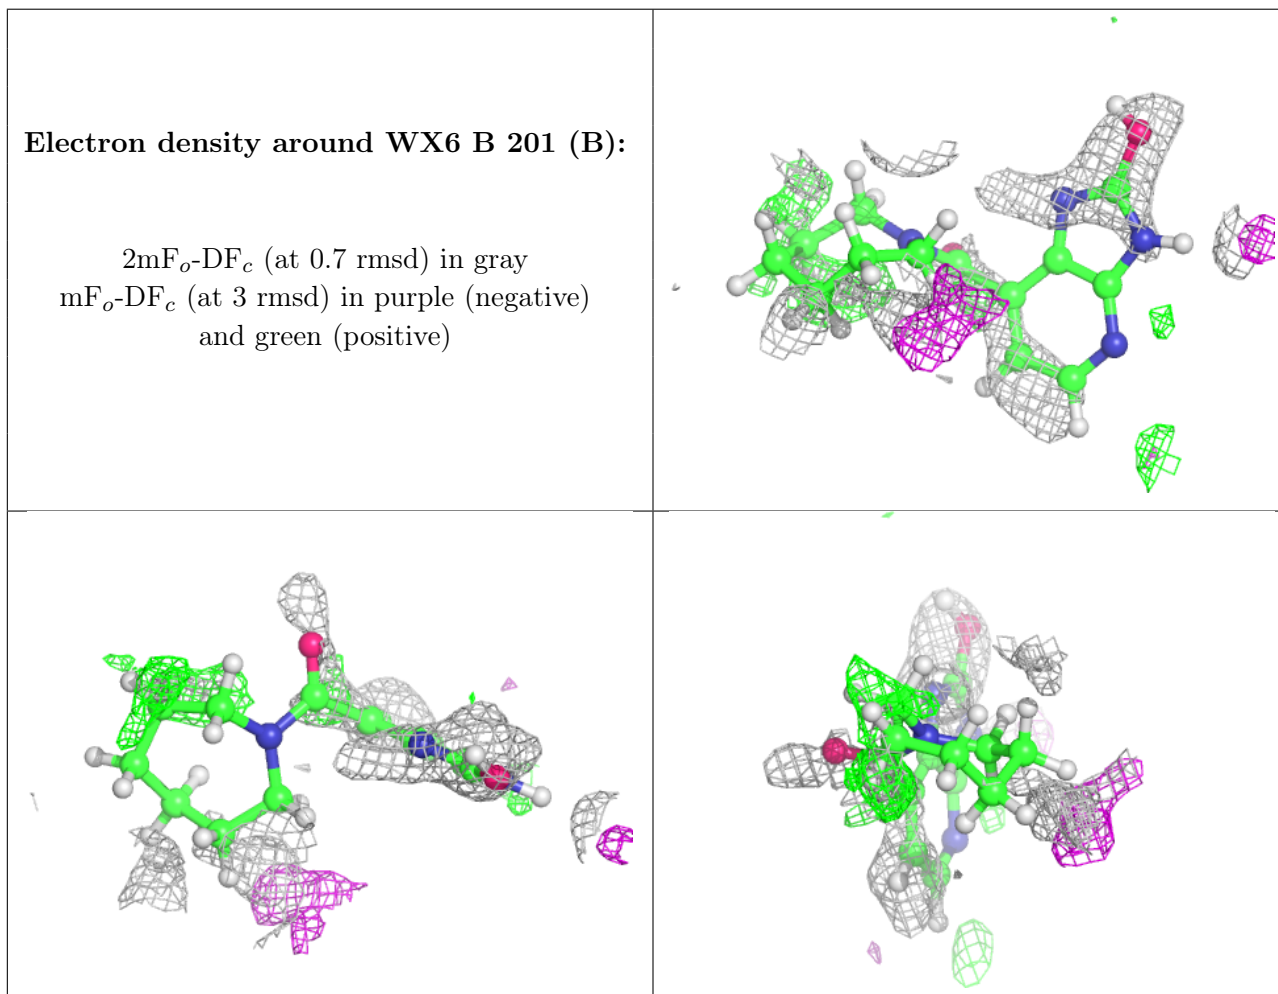 Electron density around WX6 B 201 (B):
2mFo-DFc (at 0.7 rmsd) in gray
mFo-DFc (at 3 rmsd) in purple (negative)
and green (positive)